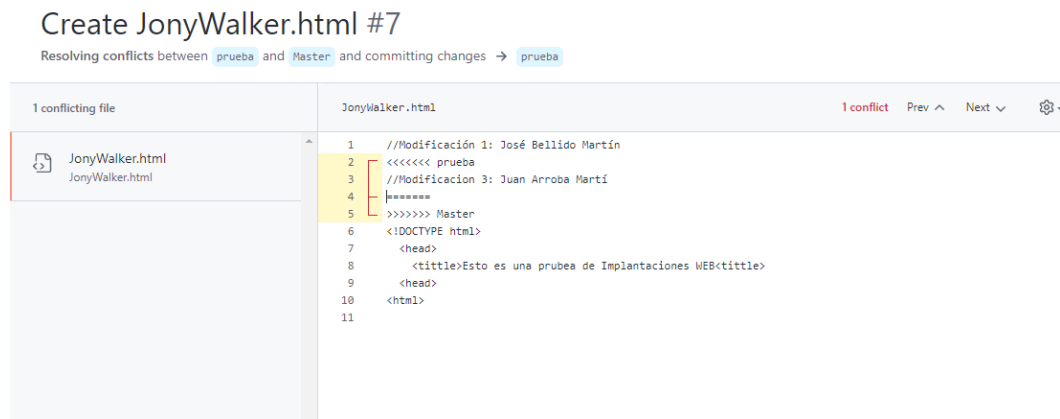 Create JonyWalker.html #7
Resolving conflicts between prueba and Master and committing changes → prueba
1 conflicting file
JonyWalker.html
JonyWalker.html
JonyWalker.html
1 conflict Prev Next
1 //Modificación 1: José Bellido Martín
2 <<<<<<< prueba
3 //Modificacion 3: Juan Arroba Martí
4 =======
5 >>>>>>> Master
6 <!DOCTYPE html>
7 <head>
8 <tittle>Esto es una prubea de Implantaciones WEB<tittle>
9 <head>
10 <html>
11